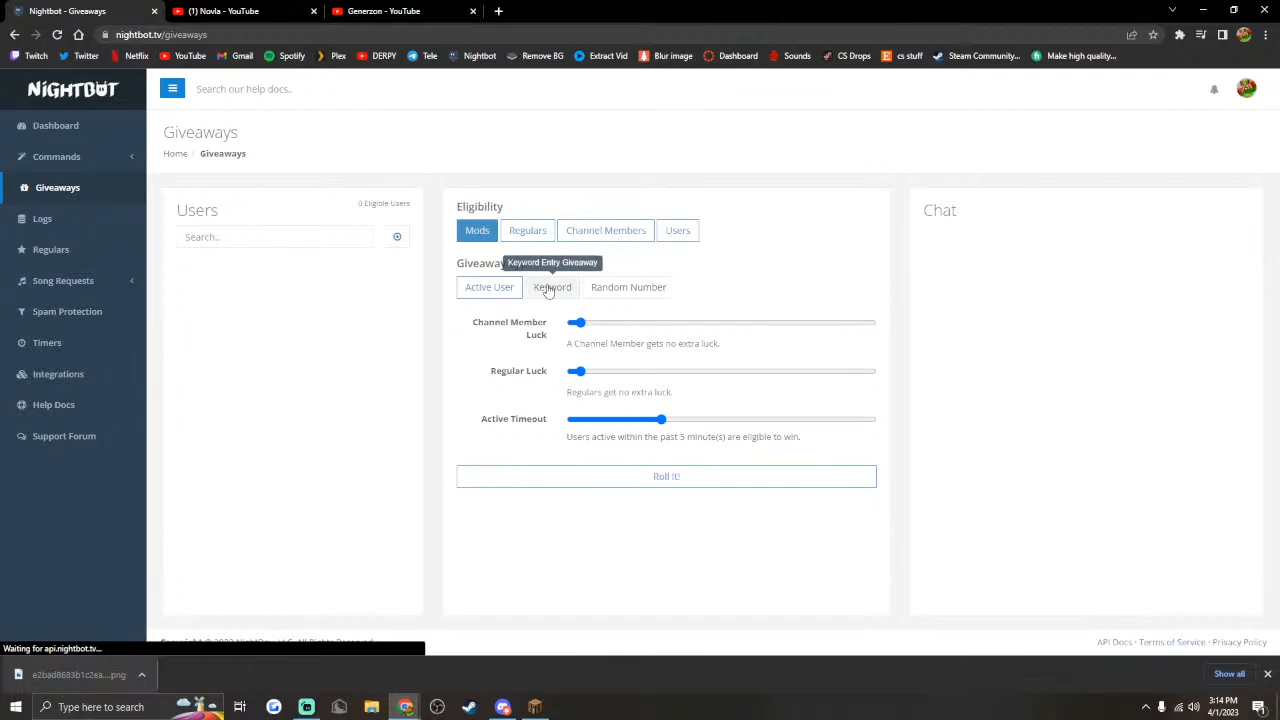 Nightbot - Giveaways
(1) Novla - YouTube
Generzon - YouTube
nightbot.tv/giveaways
Twitch
Twitter
Netflix
YouTube
Gmail
Spotify
Plex
DERPY
Tele
Nightbot
Remove BG
Extract Vid
Blur image
Dashboard
Sounds
CS Drops
cs stuff
Steam Communit...
Make high quality...
NiGHTBOT
Search our help docs..
Dashboard
Commands
Giveaways
Logs
Regulars
Song Requests
Spam Protection
Timers
Integrations
Help Docs
Support Forum
Giveaways
Home / Giveaways
Users
0 Eligible Users
Search..
Eligibility
Mods
Regulars
Channel Members
Users
Giveaway
Keyword Entry Giveaway
Active User
Keyword
Random Number
Channel Member
Luck
A Channel Member gets no extra luck.
Regular Luck
Regulars get no extra luck.
Active Timeout
Users active within the past 5 minute(s) are eligible to win.
Roll It!
Chat
API Docs · Terms of Service · Privacy Policy
Waiting for api.nightbot.tv...
e2bad8683b1c2ea....png
Show all
Type here to search
3:14 PM
4/1/2023